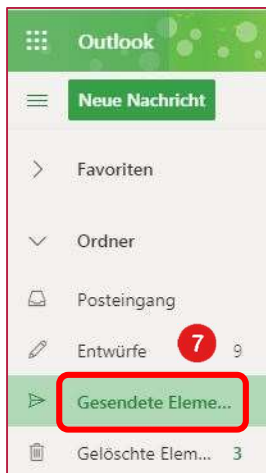 Outlook
Neue Nachricht
Favoriten
Ordner
Posteingang
Entwürfe 7 9
Gesendete Eleme...
Gelöschte Elem... 3